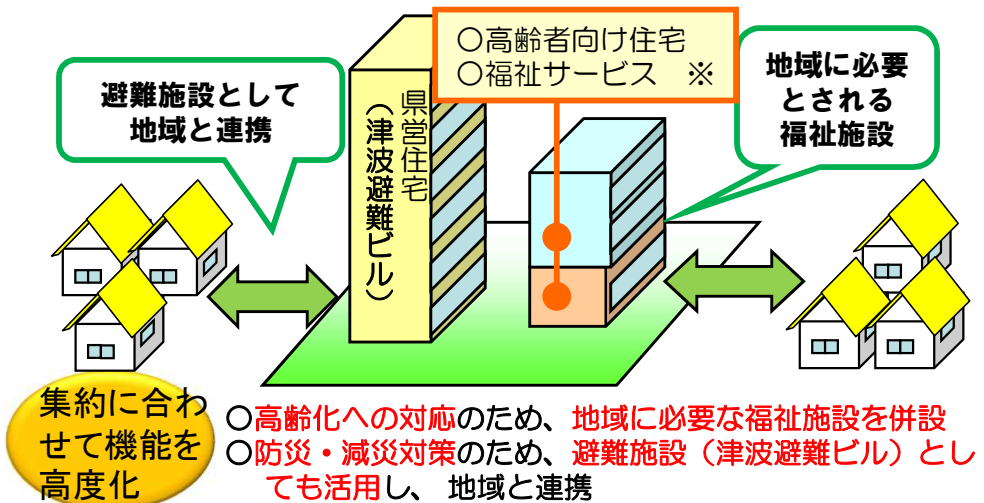 ○高齢者向け住宅
○福祉サービス　※
避難施設として
地域と連携
地域に必要
とされる
福祉施設
県営住宅
（津波避難ビル）
集約に合わ
せて機能を
高度化
○高齢化への対応のため、地域に必要な福祉施設を併設
○防災・減災対策のため、避難施設（津波避難ビル）とし
ても活用し、 地域と連携